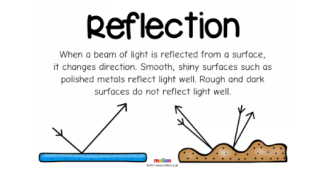 Reflection
When a beam of light is reflected from a surface,
it changes direction. Smooth, shiny surfaces such as
polished metals reflect light well. Rough and dark
surfaces do not reflect light well.